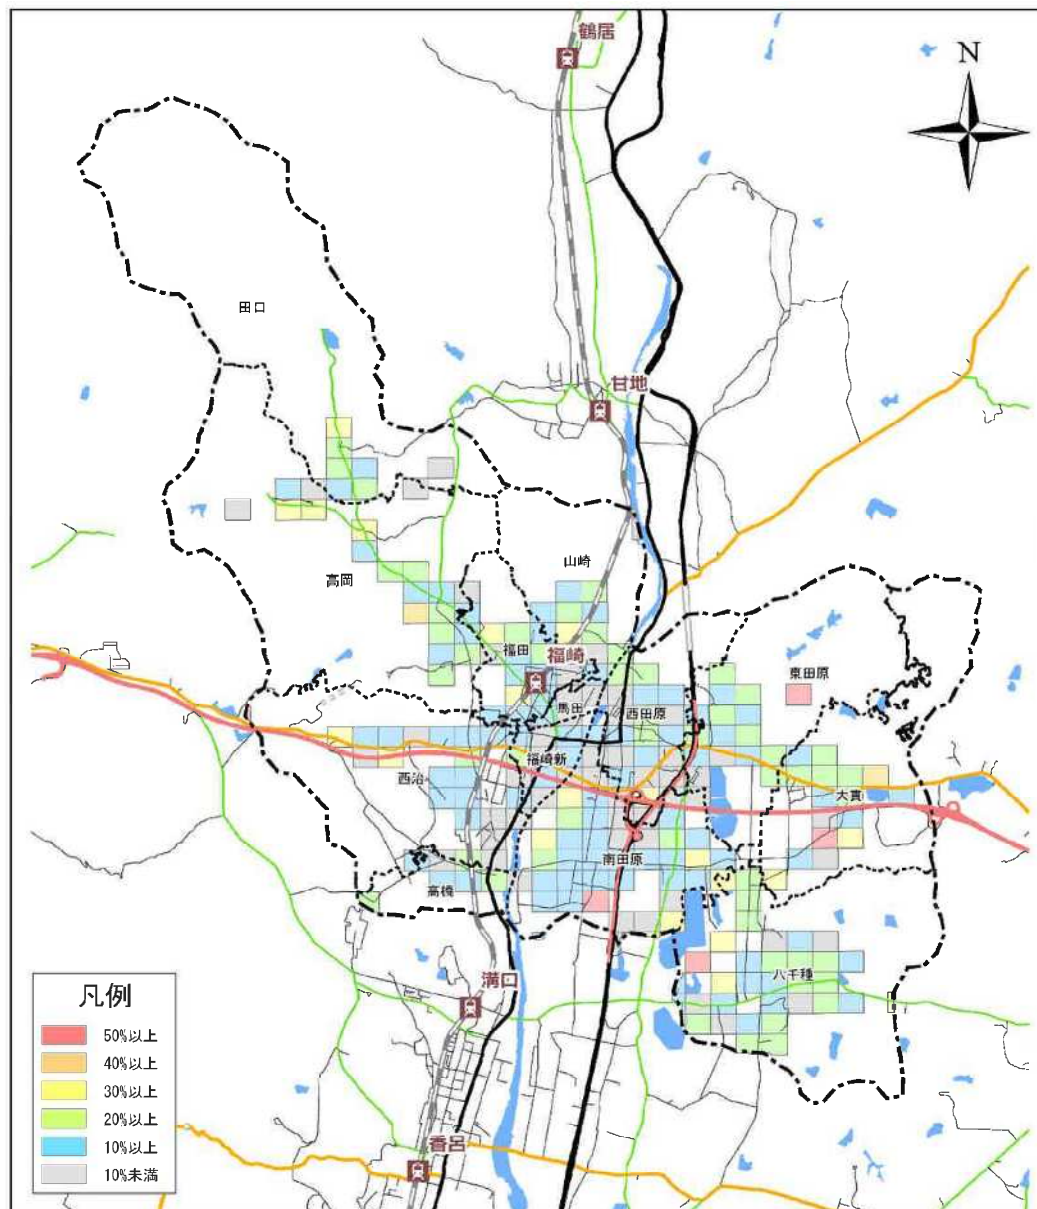 鶴居
N
田口
甘地
山崎
高岡
福田
福崎
東田原
馬田
西田原
福崎新
西治
大貫
南田原
高橋
八千種
溝口
凡例
50%以上
40%以上
30%以上
20%以上
10%以上
10%未満
香呂